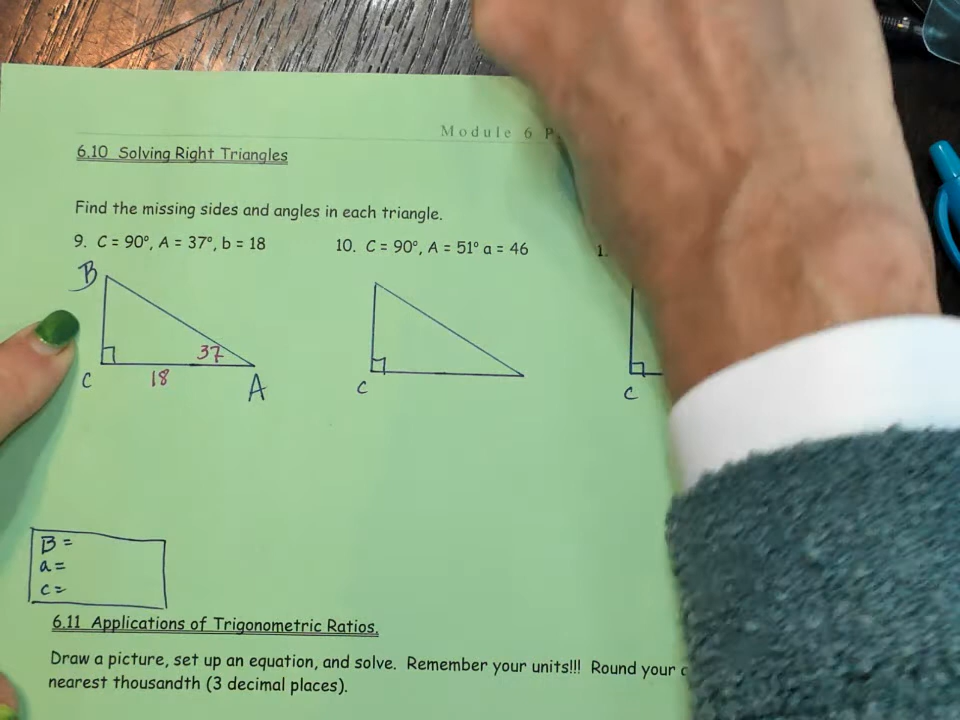 Module 6
6.10 Solving Right Triangles
Find the missing sides and angles in each triangle.
9. C = 90°, A = 37°, b = 18
10. C = 90°, A = 51° a = 46
1.
B
37
C
18
A
C
C
B =
a =
c =
6.11 Applications of Trigonometric Ratios.
Draw a picture, set up an equation, and solve. Remember your units!!! Round your
nearest thousandth (3 decimal places).